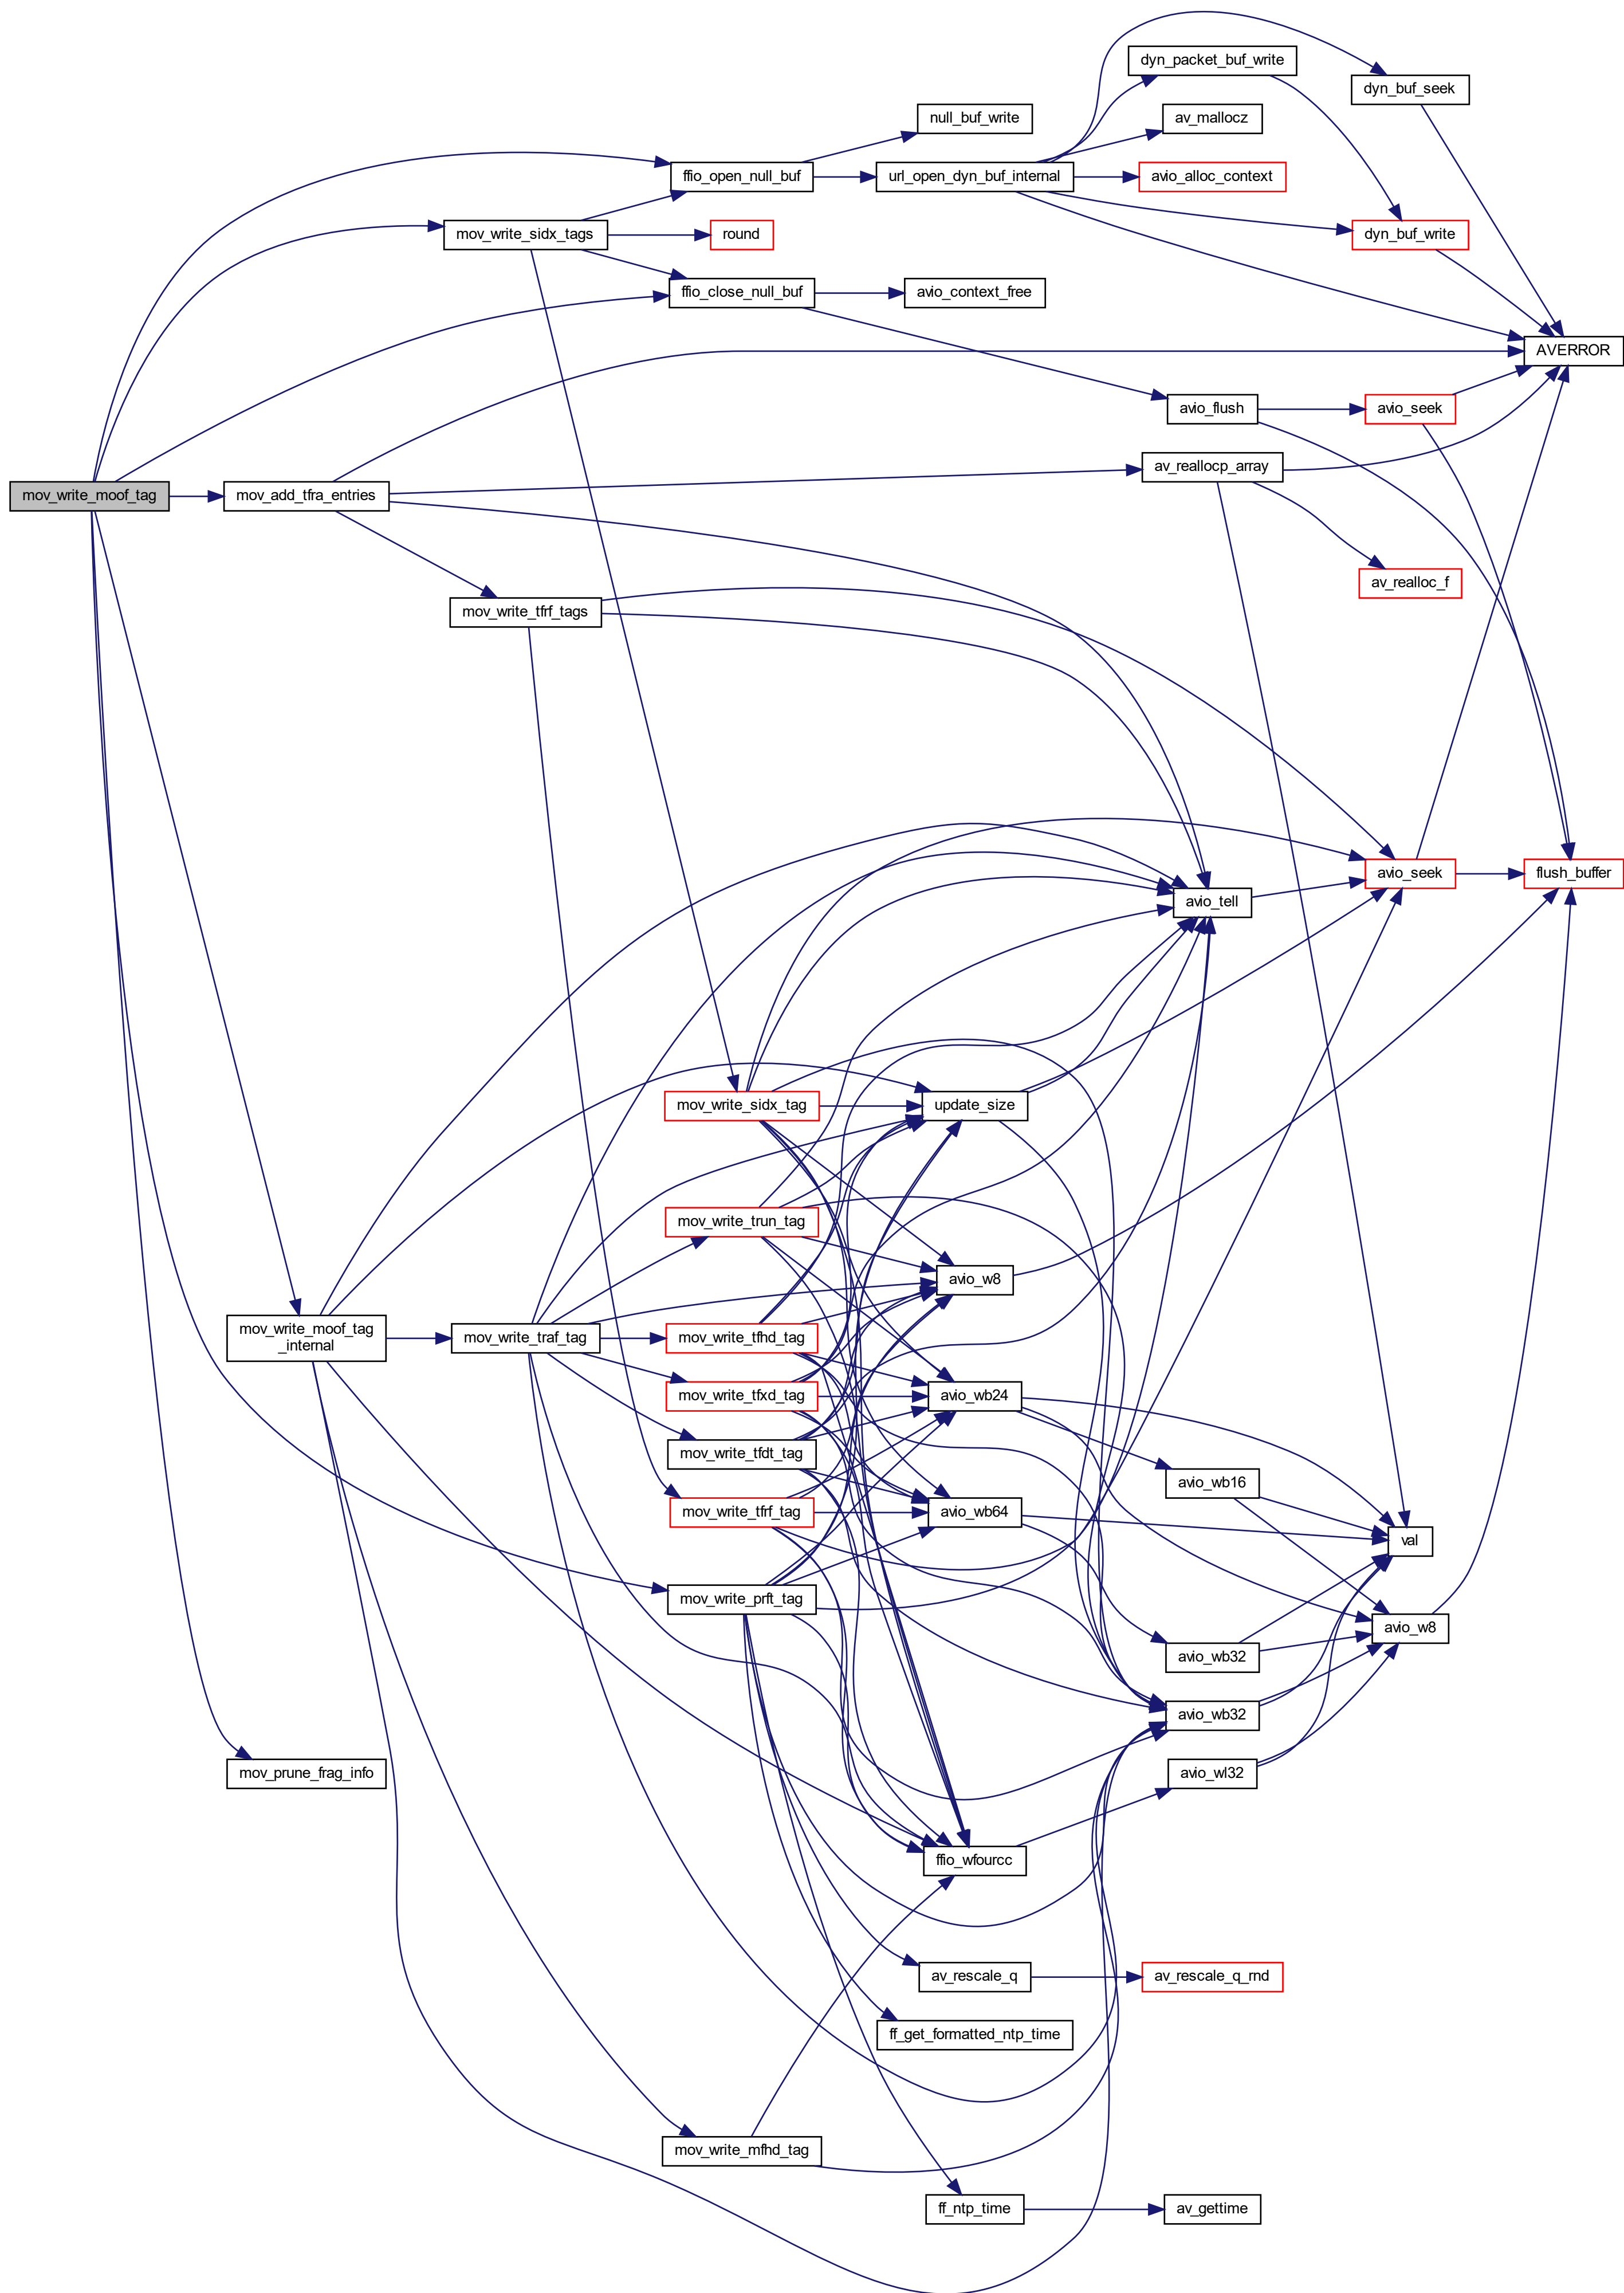 dyn_packet_buf_write
dyn_buf_seek
null_buf_write
av_mallocz
ffio_open_null_buf
url_open_dyn_buf_internal
avio_alloc_context
mov_write_sidx_tags
round
dyn_buf_write
ffio_close_null_buf
avio_context_free
AVERROR
avio_flush
avio_seek
av_reallocp_array
mov_write_moof_tag
mov_add_tfra_entries
av_realloc_f
mov_write_tfrf_tags
avio_seek
flush_buffer
avio_tell
mov_write_sidx_tag
update_size
mov_write_trun_tag
avio_w8
mov_write_moof_tag
_internal
mov_write_traf_tag
mov_write_tfhd_tag
mov_write_tfxd_tag
avio_wb24
mov_write_tfdt_tag
avio_wb16
mov_write_tfrf_tag
avio_wb64
val
mov_write_prft_tag
avio_w8
avio_wb32
avio_wb32
mov_prune_frag_info
avio_wl32
ffio_wfourcc
av_rescale_q
av_rescale_q_rnd
ff_get_formatted_ntp_time
mov_write_mfhd_tag
ff_ntp_time
av_gettime